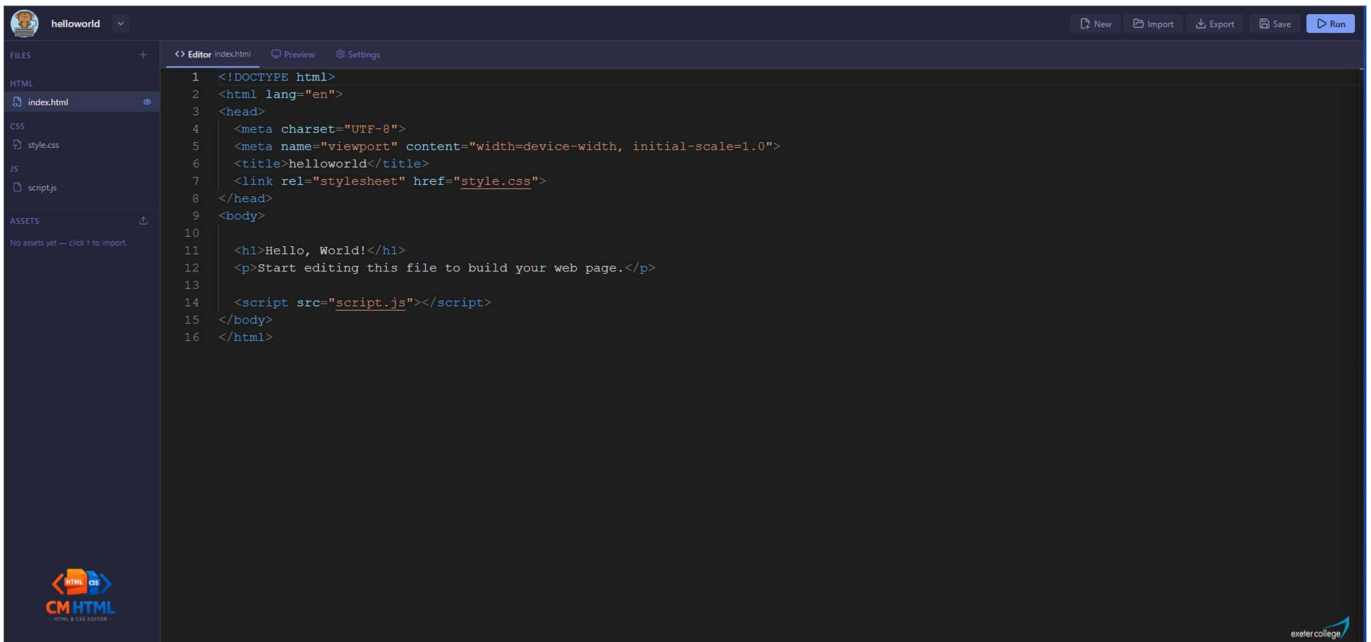 helloworld
New Import Export Save Run
FILES +
Editor index.html Preview Settings
HTML
index.html
CSS
style.css
JS
script.js
ASSETS
No assets yet — click ↑ to import.
1 <!DOCTYPE html>
2 <html lang="en">
3 <head>
4 <meta charset="UTF-8">
5 <meta name="viewport" content="width=device-width, initial-scale=1.0">
6 <title>helloworld</title>
7 <link rel="stylesheet" href="style.css">
8 </head>
9 <body>
10
11 <h1>Hello, World!</h1>
12 <p>Start editing this file to build your web page.</p>
13
14 <script src="script.js"></script>
15 </body>
16 </html>
HTML CSS
CM HTML
HTML & CSS EDITOR
exeter college